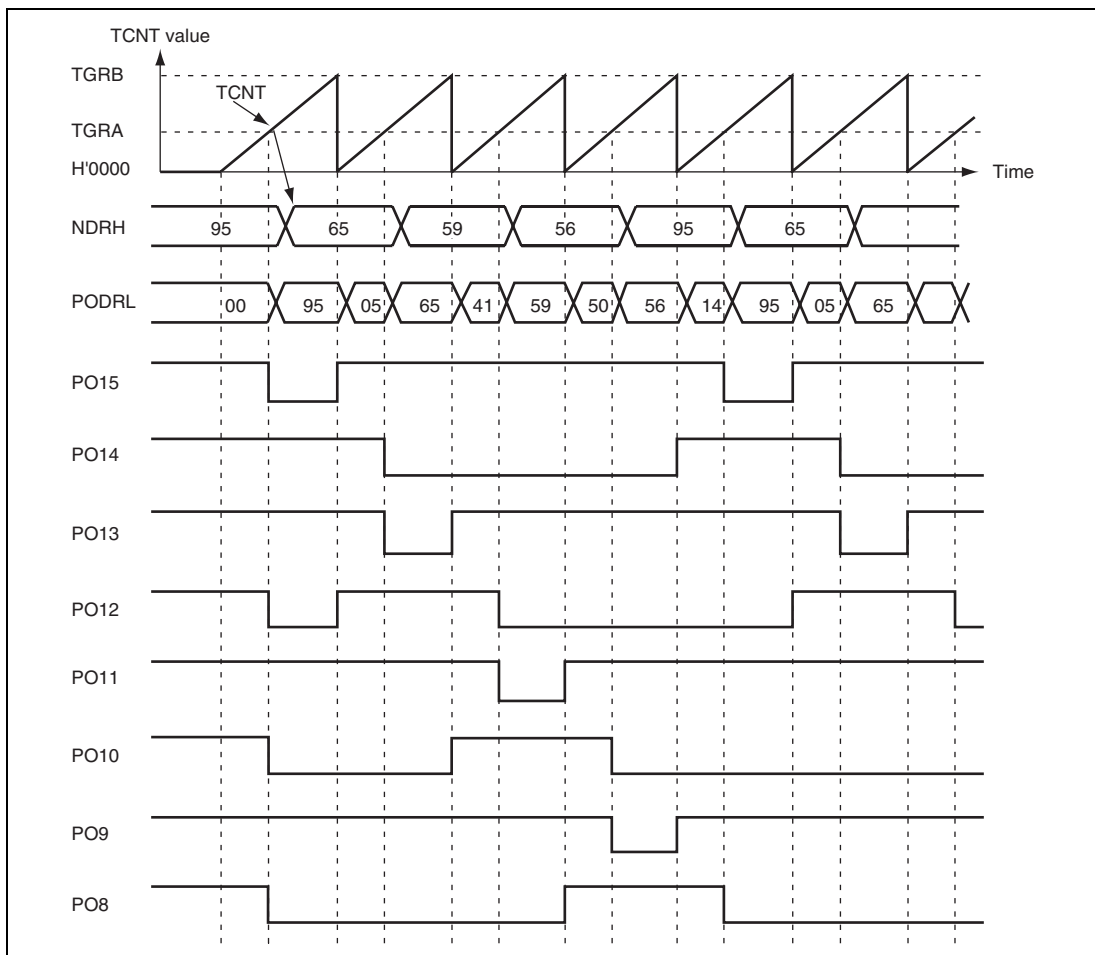 TCNT value
TGRB
TCNT
TGRA
H'0000
Time
NDRH 95 65 59 56 95 65
PODRL 00 95 05 65 41 59 50 56 14 95 05 65
PO15
PO14
PO13
PO12
PO11
PO10
PO9
PO8